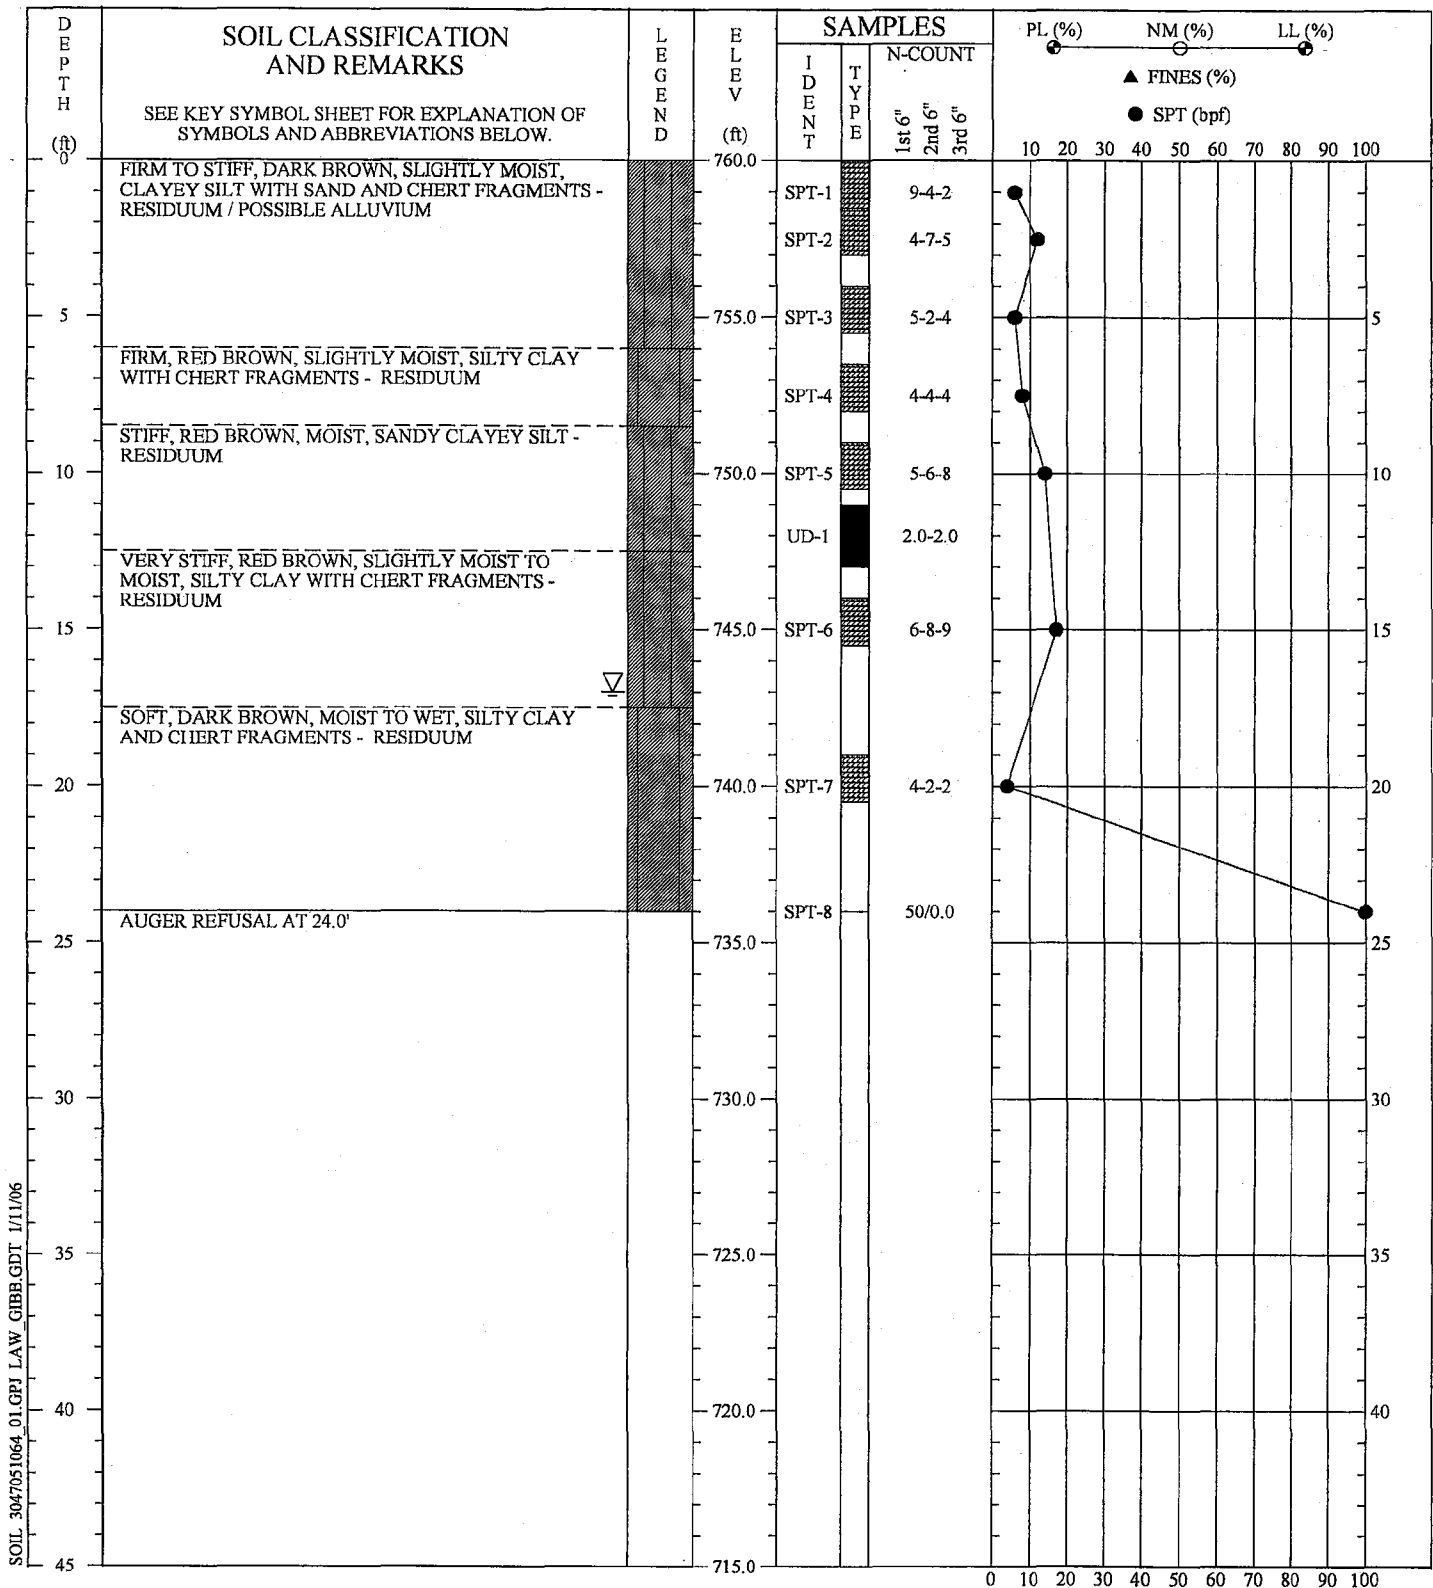 DEPTH (ft)
SOIL CLASSIFICATION
AND REMARKS
SEE KEY SYMBOL SHEET FOR EXPLANATION OF
SYMBOLS AND ABBREVIATIONS BELOW.
LEGEND
ELEV (ft)
SAMPLES
IDENT
TYPE
N-COUNT
1st 6"
2nd 6"
3rd 6"
PL (%) NM (%) LL (%)
▲ FINES (%)
● SPT (bpf)
10 20 30 40 50 60 70 80 90 100
0 760.0
FIRM TO STIFF, DARK BROWN, SLIGHTLY MOIST,
CLAYEY SILT WITH SAND AND CHERT FRAGMENTS -
RESIDUUM / POSSIBLE ALLUVIUM
SPT-1 9-4-2
SPT-2 4-7-5
5 755.0 SPT-3 5-2-4 5
FIRM, RED BROWN, SLIGHTLY MOIST, SILTY CLAY
WITH CHERT FRAGMENTS - RESIDUUM
SPT-4 4-4-4
STIFF, RED BROWN, MOIST, SANDY CLAYEY SILT -
RESIDUUM
10 750.0 SPT-5 5-6-8 10
UD-1 2.0-2.0
VERY STIFF, RED BROWN, SLIGHTLY MOIST TO
MOIST, SILTY CLAY WITH CHERT FRAGMENTS -
RESIDUUM
15 745.0 SPT-6 6-8-9 15
SOFT, DARK BROWN, MOIST TO WET, SILTY CLAY
AND CHERT FRAGMENTS - RESIDUUM
20 740.0 SPT-7 4-2-2 20
AUGER REFUSAL AT 24.0'
SPT-8 50/0.0
25 735.0 25
30 730.0 30
35 725.0 35
40 720.0 40
45 715.0
0 10 20 30 40 50 60 70 80 90 100
SOIL 3047051064_01.GPJ LAW_GIBB.GDT 1/11/06